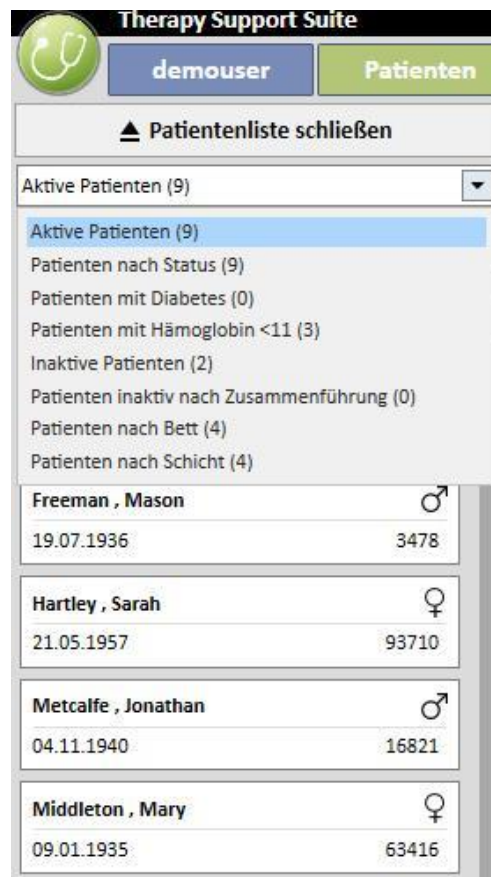 Therapy Support Suite
demouser
Patienten
Patientenliste schließen
Aktive Patienten (9)
Aktive Patienten (9)
Patienten nach Status (9)
Patienten mit Diabetes (0)
Patienten mit Hämoglobin <11 (3)
Inaktive Patienten (2)
Patienten inaktiv nach Zusammenführung (0)
Patienten nach Bett (4)
Patienten nach Schicht (4)
Freeman , Mason
19.07.1936 3478
Hartley , Sarah
21.05.1957 93710
Metcalfe , Jonathan
04.11.1940 16821
Middleton , Mary
09.01.1935 63416